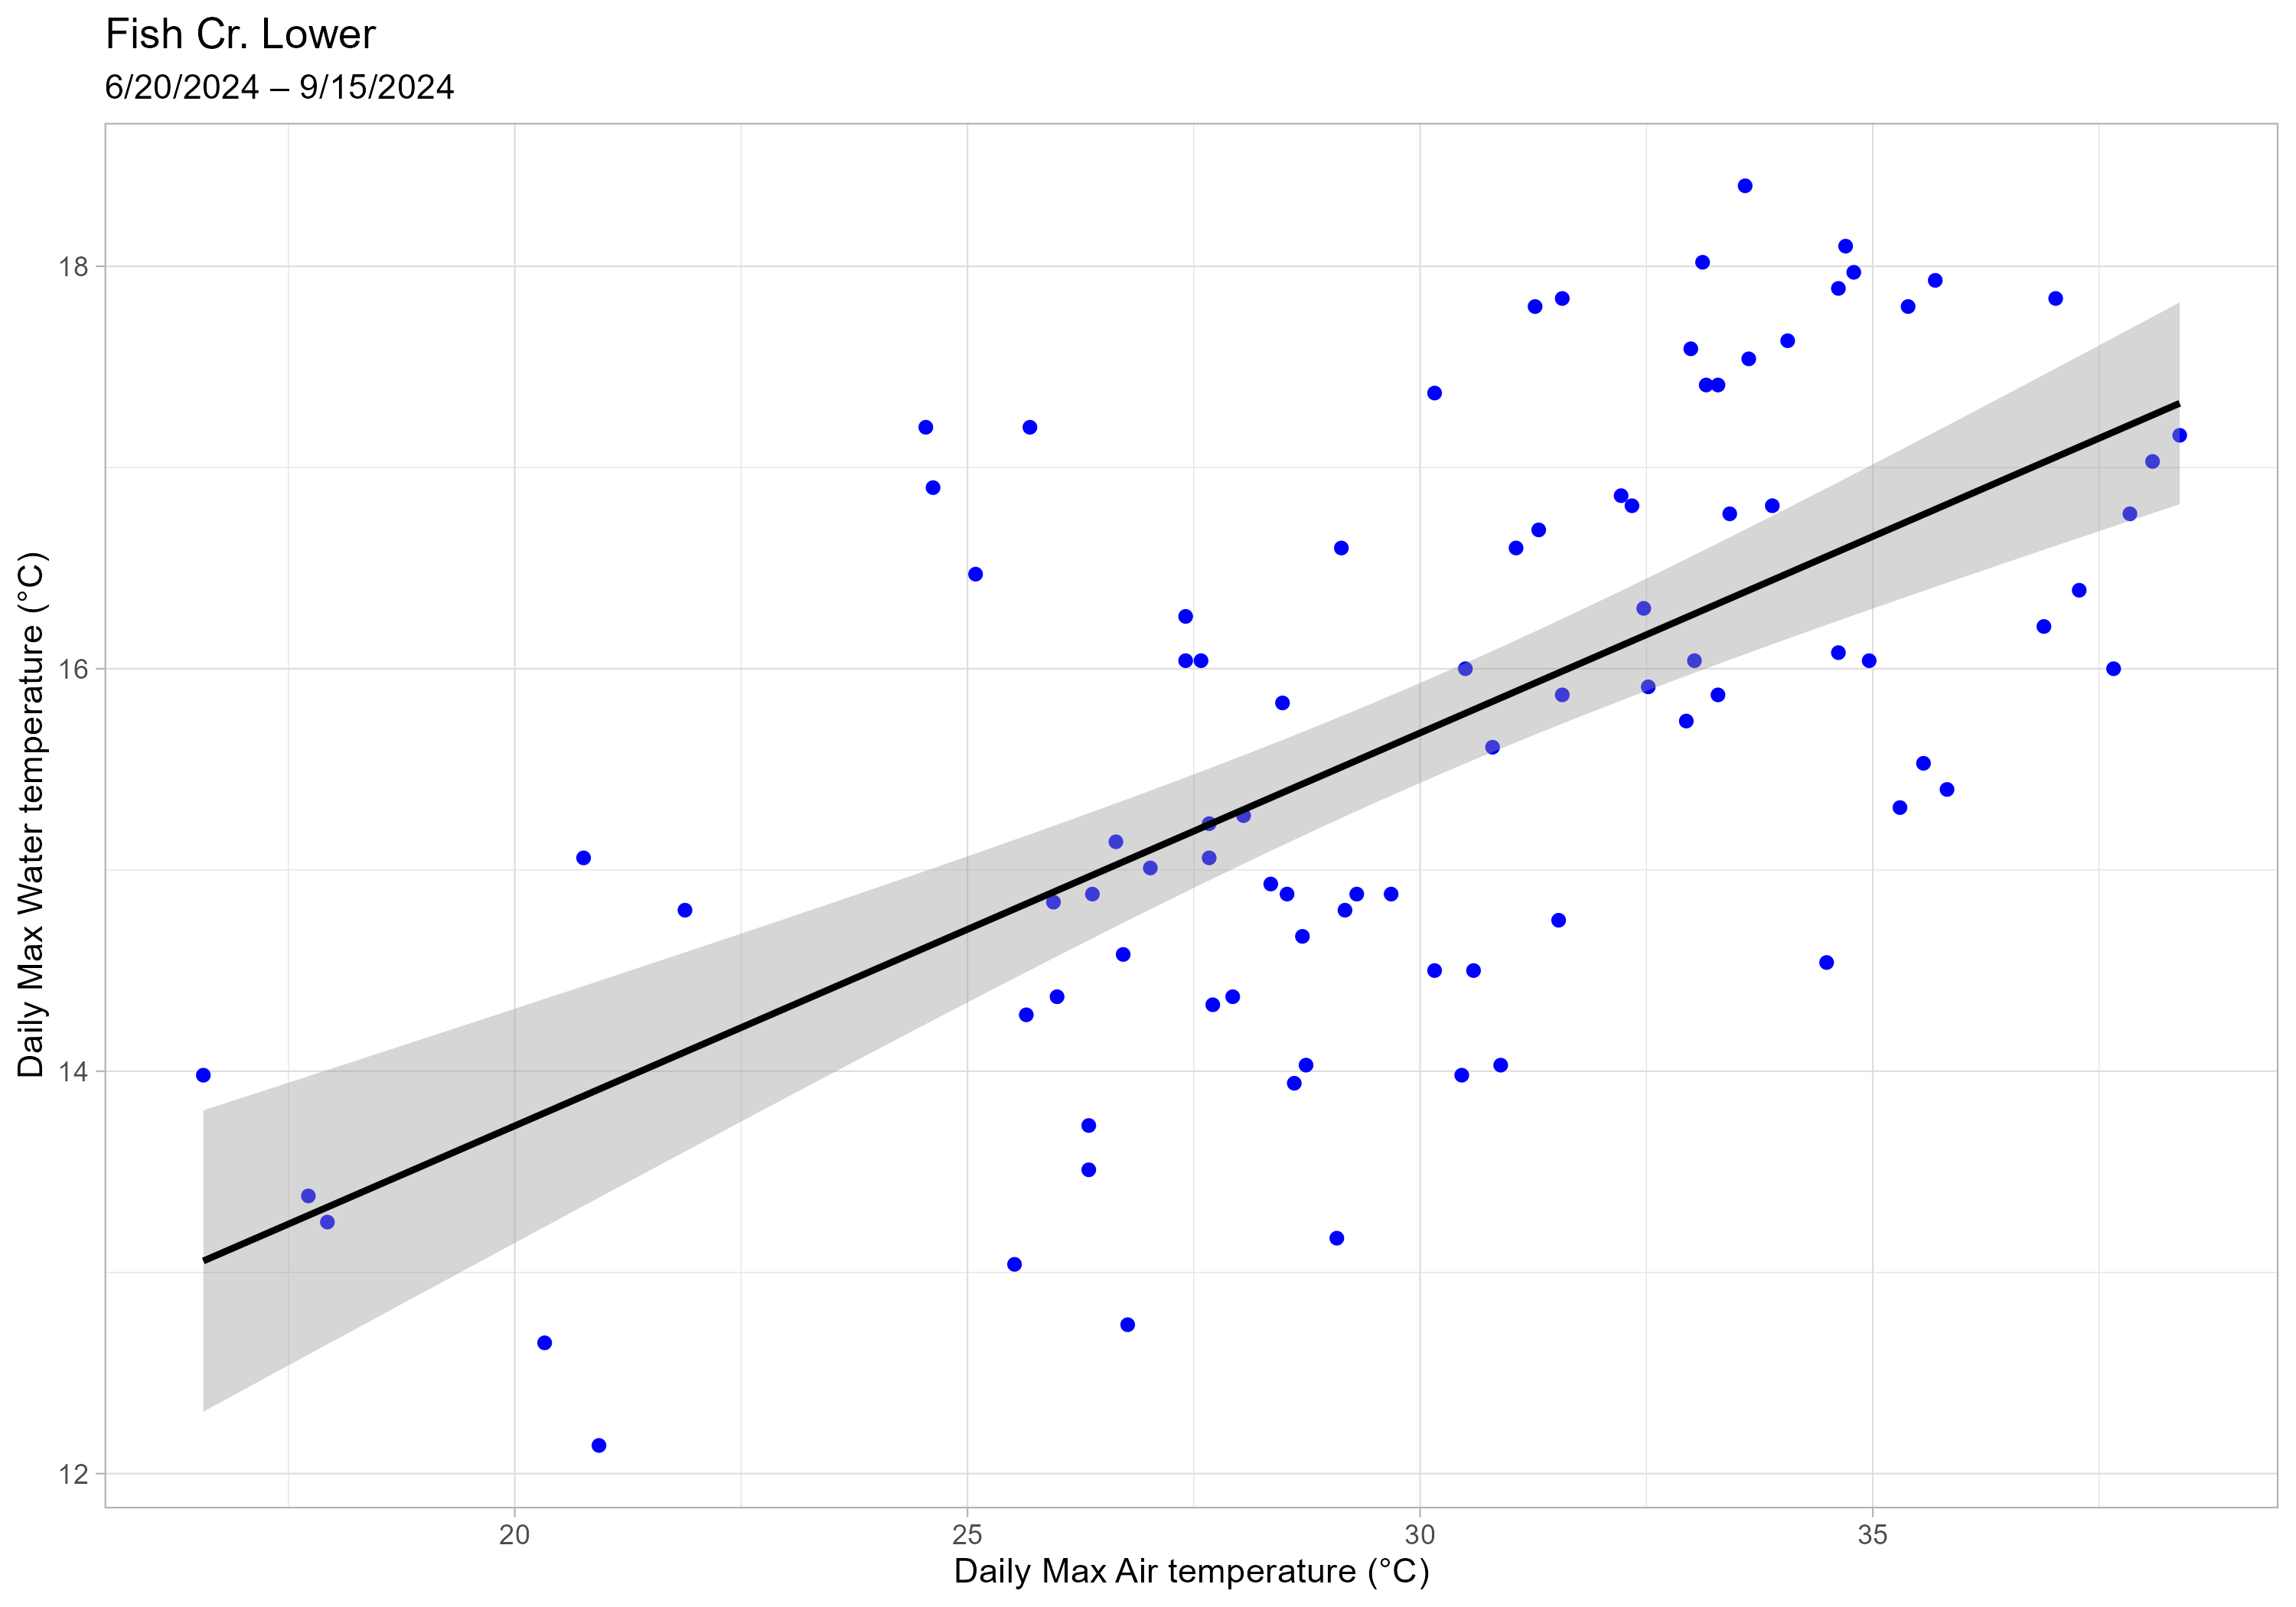 Fish Cr. Lower
6/20/2024 – 9/15/2024
Daily Max Water temperature (°C)
18
16
14
12
20
25
30
35
Daily Max Air temperature (°C)